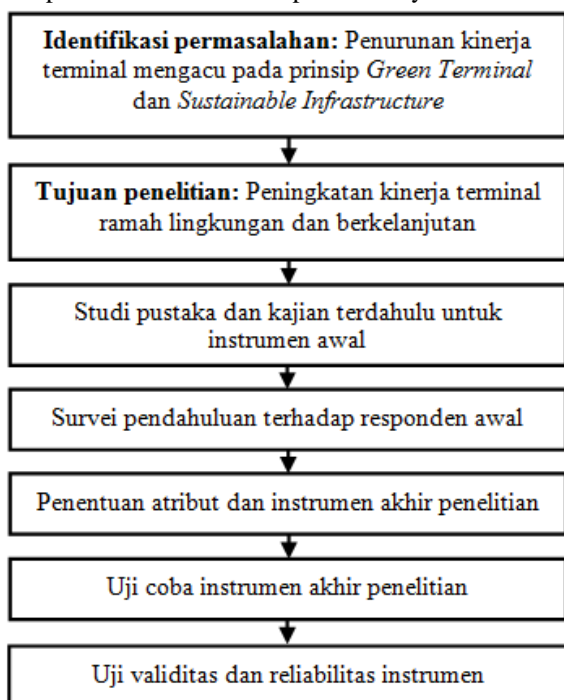 Identifikasi permasalahan: Penurunan kinerja
terminal mengacu pada prinsip Green Terminal
dan Sustainable Infrastructure
Tujuan penelitian: Peningkatan kinerja terminal
ramah lingkungan dan berkelanjutan
Studi pustaka dan kajian terdahulu untuk
instrumen awal
Survei pendahuluan terhadap responden awal
Penentuan atribut dan instrumen akhir penelitian
Uji coba instrumen akhir penelitian
Uji validitas dan reliabilitas instrumen